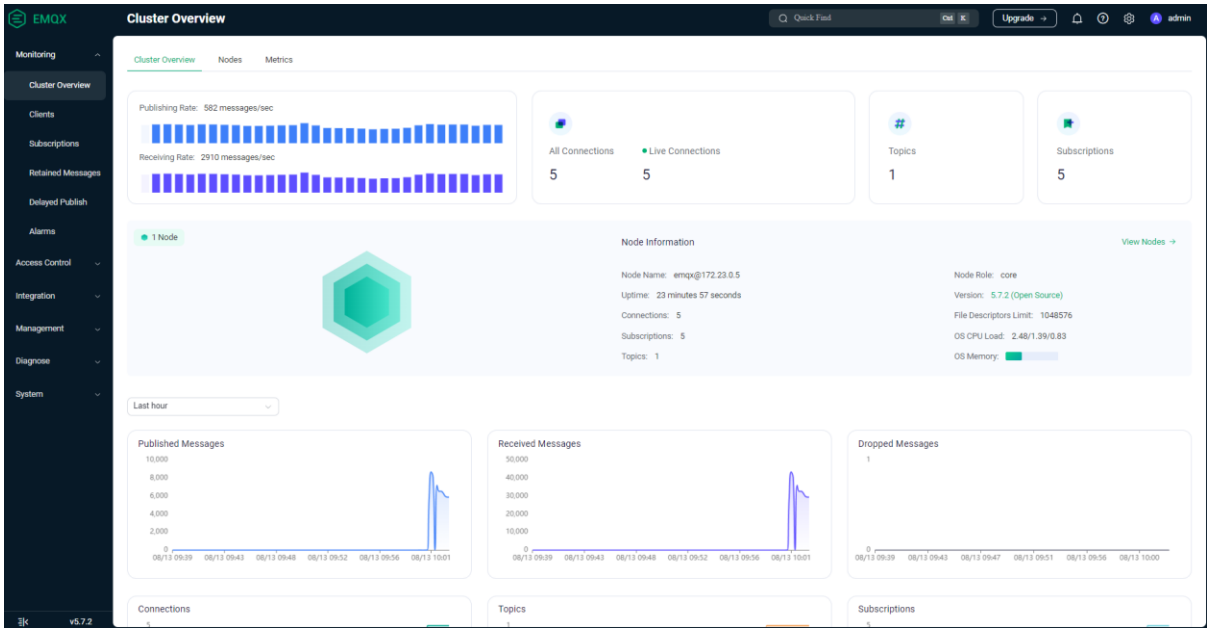 EMQX
Cluster Overview
Quick Find
Ctrl K
Upgrade →
A admin
Monitoring
Cluster Overview
Clients
Subscriptions
Retained Messages
Delayed Publish
Alarms
Access Control
Integration
Management
Diagnose
System
v5.7.2
Cluster Overview Nodes Metrics
Publishing Rate: 582 messages/sec
Receiving Rate: 2910 messages/sec
All Connections Live Connections
5 5
Topics
1
Subscriptions
5
1 Node
Node Information
View Nodes →
Node Name: emqx@172.23.0.5
Node Role: core
Uptime: 23 minutes 57 seconds
Version: 5.7.2 (Open Source)
Connections: 5
File Descriptors Limit: 1048576
Subscriptions: 5
OS CPU Load: 2.48/1.39/0.83
Topics: 1
OS Memory:
Last hour
Published Messages
10,000
8,000
6,000
4,000
2,000
0
08/13 09:39 08/13 09:43 08/13 09:48 08/13 09:52 08/13 09:56 08/13 10:01
Received Messages
50,000
40,000
30,000
20,000
10,000
0
08/13 09:39 08/13 09:43 08/13 09:48 08/13 09:52 08/13 09:56 08/13 10:01
Dropped Messages
1
0
08/13 09:39 08/13 09:43 08/13 09:47 08/13 09:51 08/13 09:56 08/13 10:00
Connections
5
Topics
1
Subscriptions
5